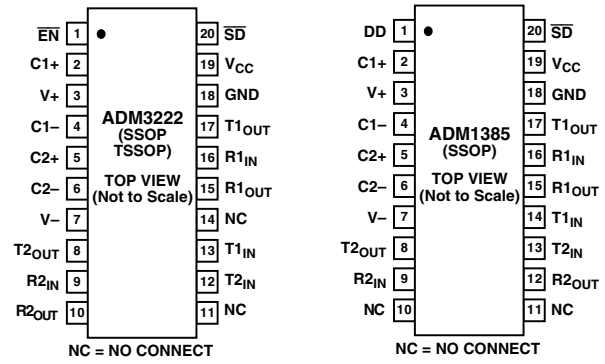 EN 1 20 SD
C1+ 2 19 VCC
V+ 3 18 GND
C1– 4 17 T1OUT
C2+ 5 16 R1IN
C2– 6 15 R1OUT
V– 7 14 NC
T2OUT 8 13 T1IN
R2IN 9 12 T2IN
R2OUT 10 11 NC
ADM3222
(SSOP
TSSOP)
TOP VIEW
(Not to Scale)
NC = NO CONNECT
DD 1 20 SD
C1+ 2 19 VCC
V+ 3 18 GND
C1– 4 17 T1OUT
C2+ 5 16 R1IN
C2– 6 15 R1OUT
V– 7 14 T1IN
T2OUT 8 13 T2IN
R2IN 9 12 R2OUT
NC 10 11 NC
ADM1385
(SSOP)
TOP VIEW
(Not to Scale)
NC = NO CONNECT